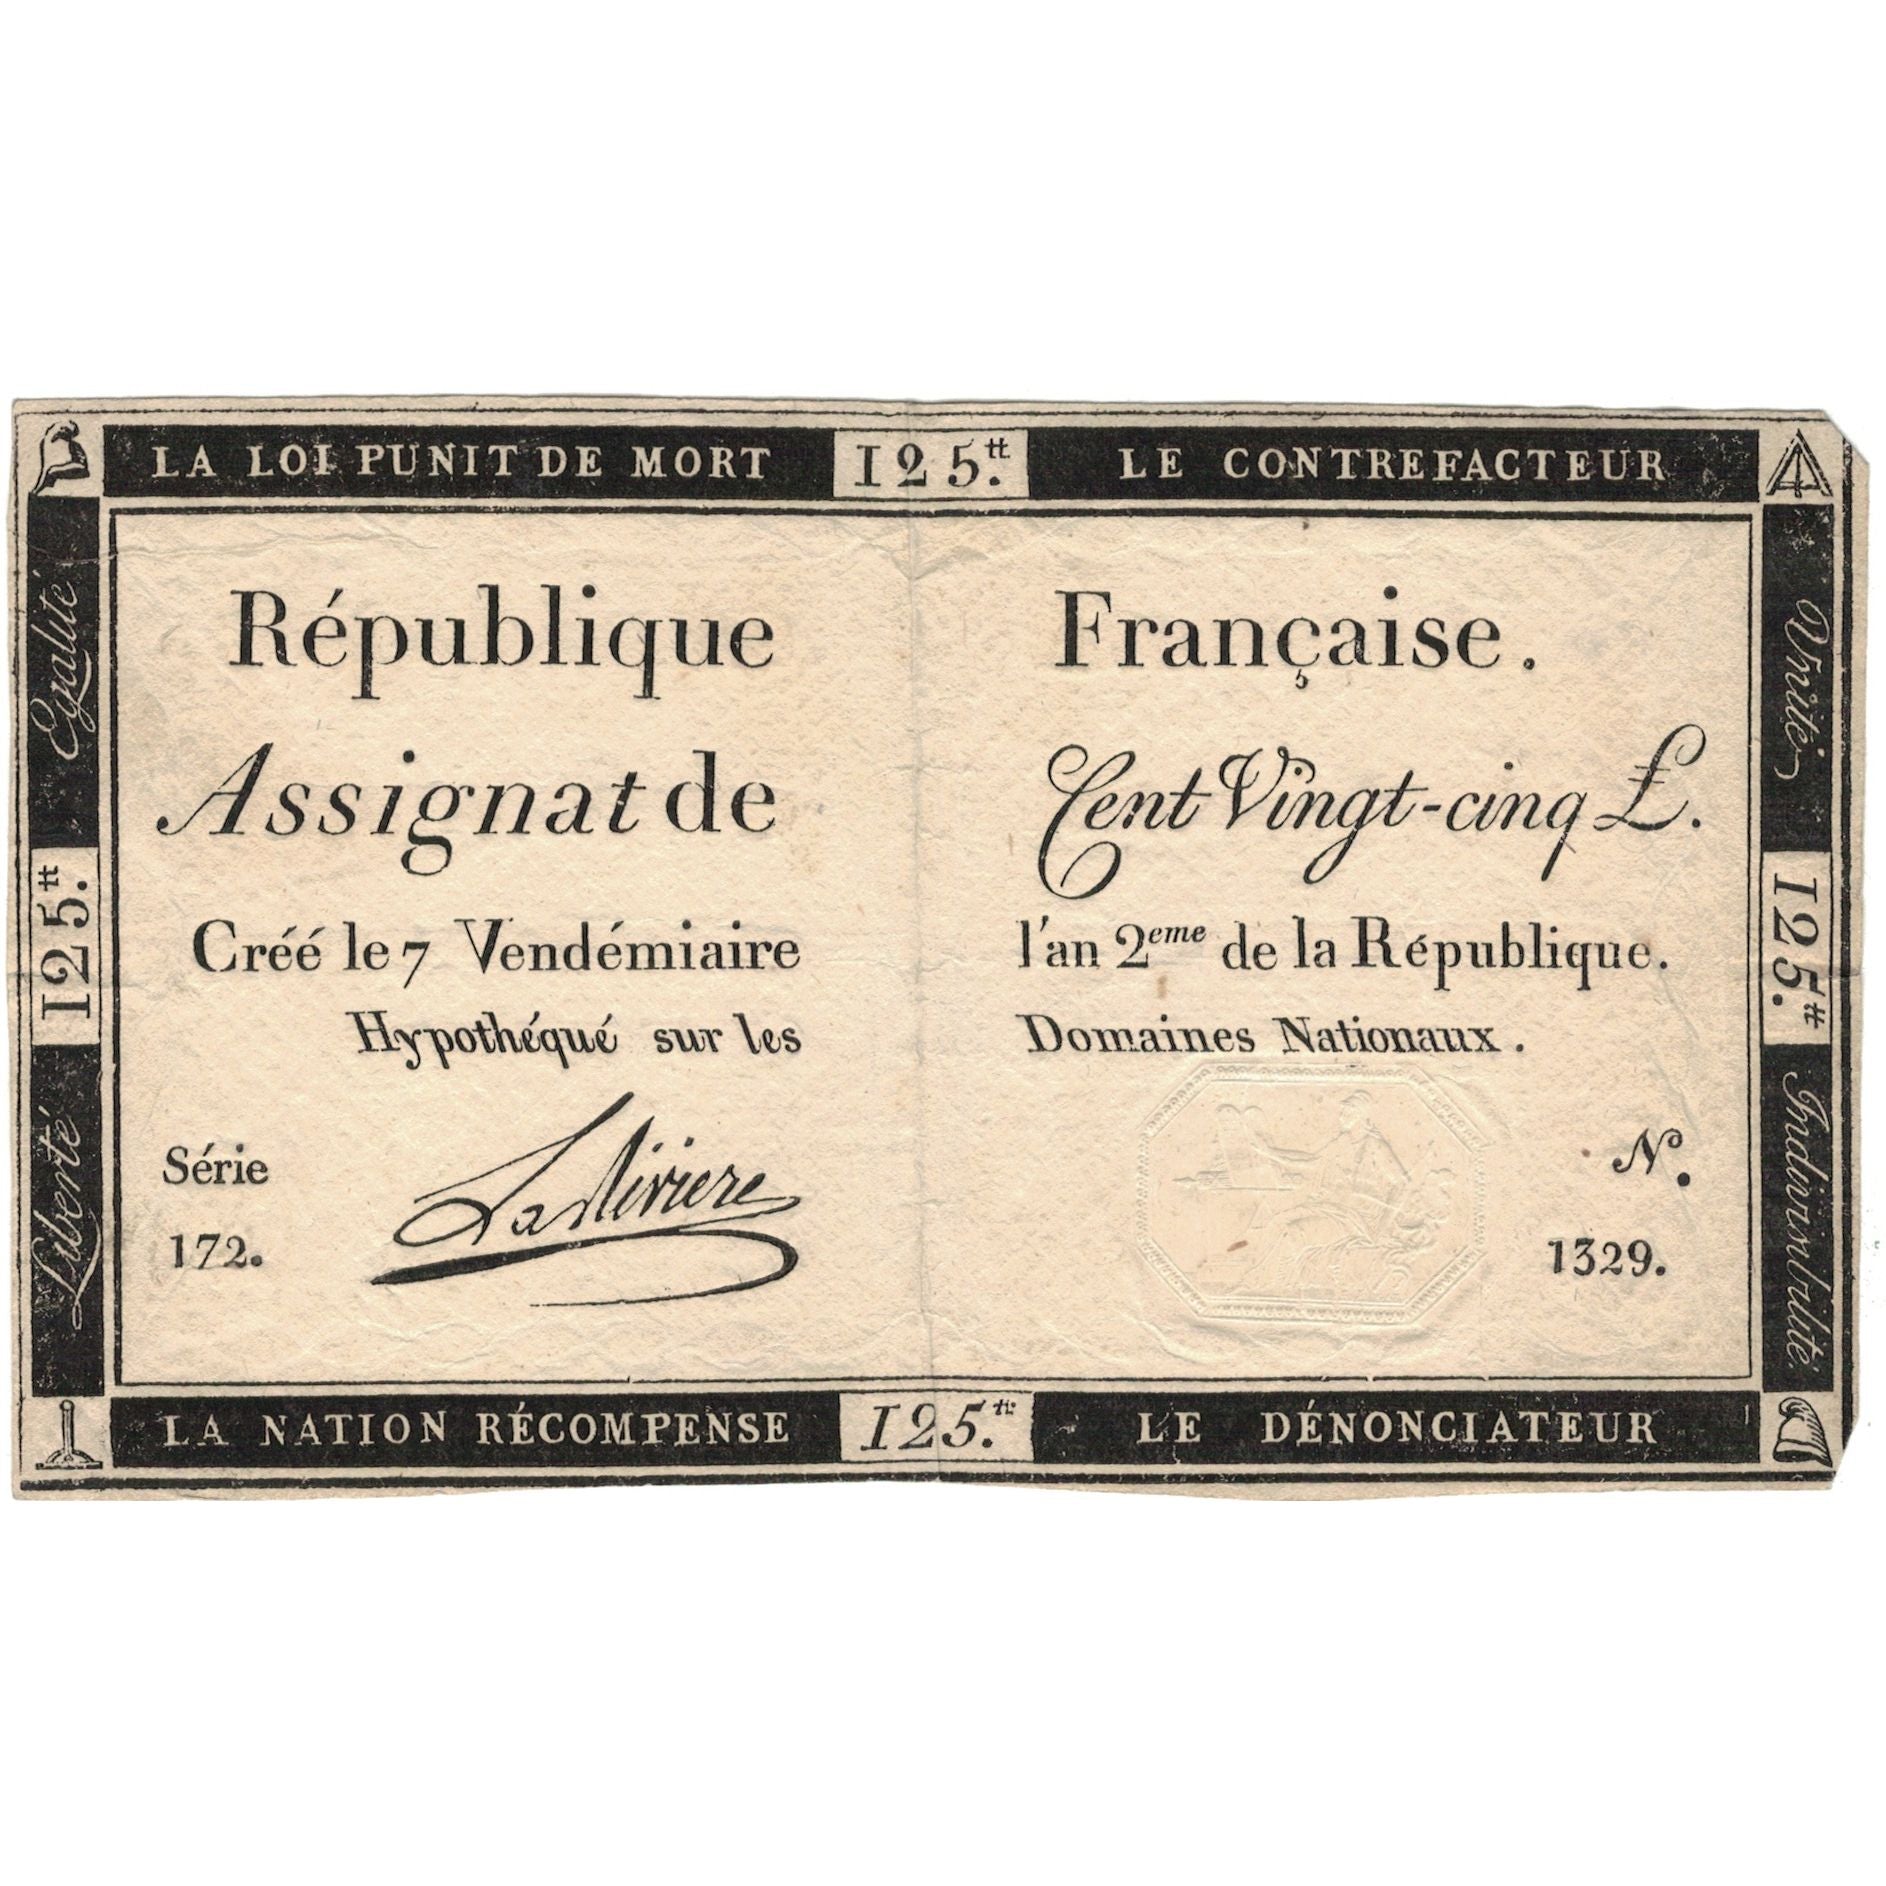 LA LOI PUNIT DE MORT 125.tt LE CONTREFACTEUR
Egalité
125.tt
Liberté
République Française.
Assignat de Cent Vingt-cinq £.
Créé le 7 Vendémiaire l'an 2eme de la République.
Hypothéqué sur les Domaines Nationaux.
Série
172.
LaRiviere
N.
1329.
Unité
125.tt
Indivisibilité.
LA NATION RÉCOMPENSE 125.tt LE DÉNONCIATEUR